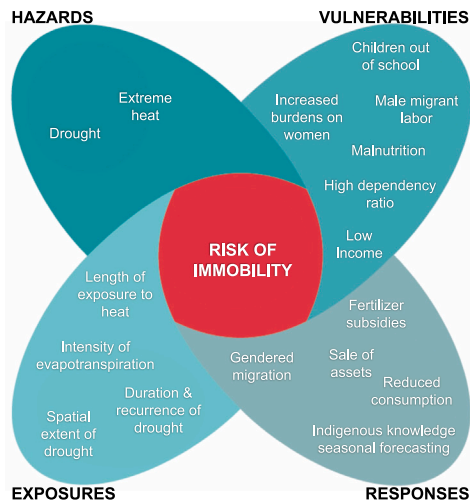 HAZARDS
VULNERABILITIES
Children out
of school
Extreme
heat
Increased
burdens on
women
Male migrant
labor
Drought
Malnutrition
High dependency
ratio
Low
Income
RISK OF
IMMOBILITY
Length of
exposure to
heat
Intensity of
evapotranspiration
Duration &
recurrence of
drought
Spatial
extent of
drought
Fertilizer
subsidies
Gendered
migration
Sale of
assets
Reduced
consumption
Indigenous knowledge
seasonal forecasting
EXPOSURES
RESPONSES